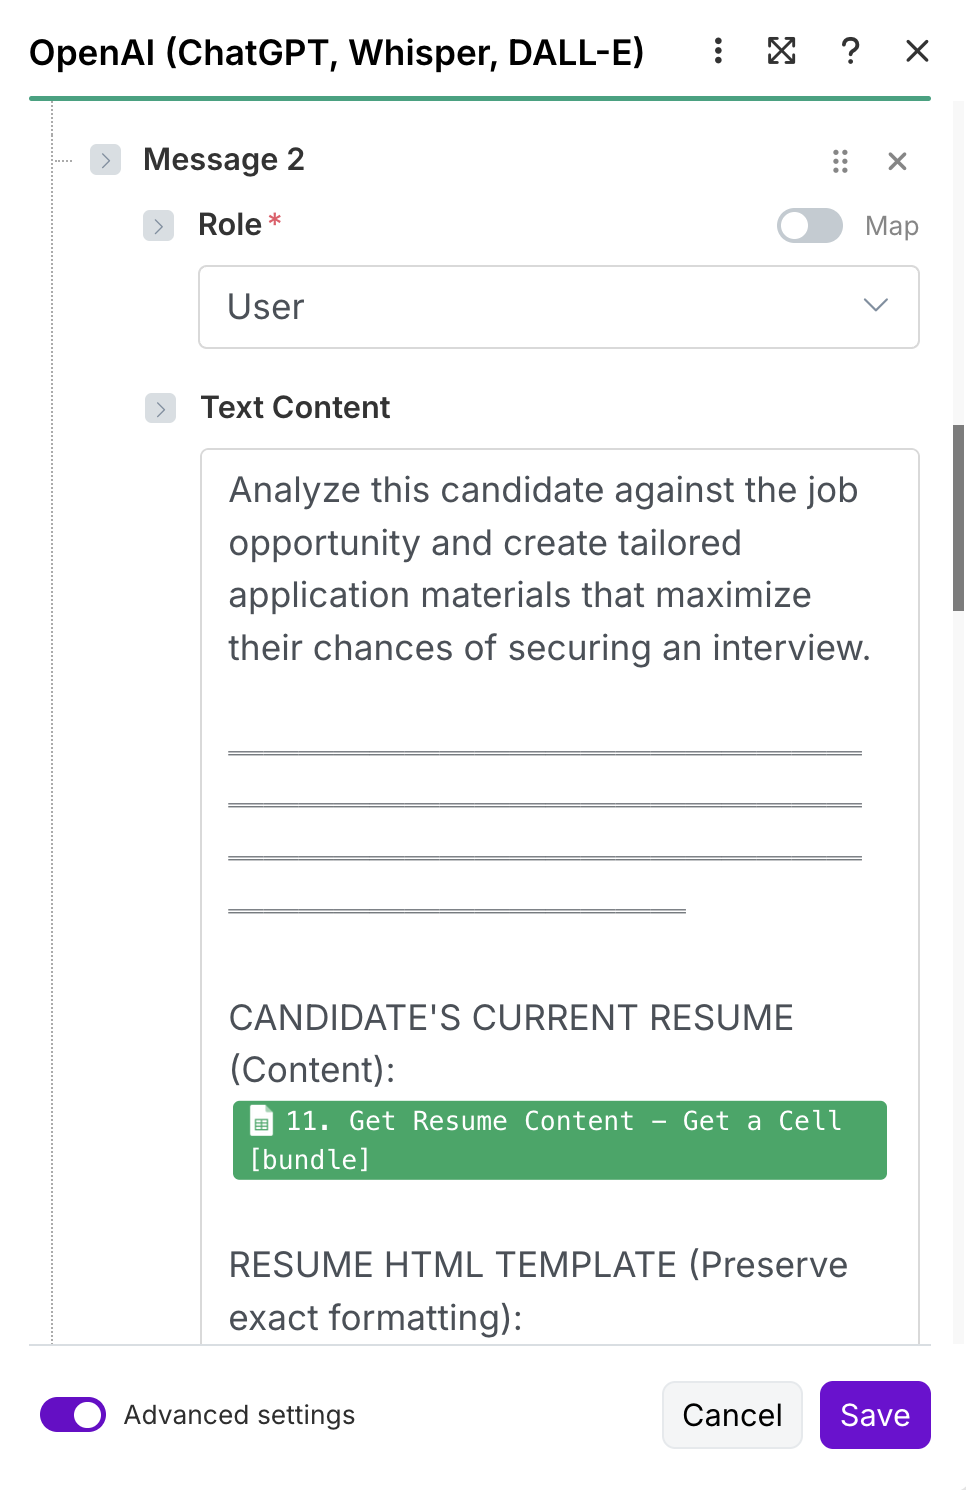 OpenAI (ChatGPT, Whisper, DALL-E)
Message 2
Role *
Map
User
Text Content
Analyze this candidate against the job
opportunity and create tailored
application materials that maximize
their chances of securing an interview.
══════════════════
══════════════════
══════════════════
═════════════
CANDIDATE'S CURRENT RESUME
(Content):
11. Get Resume Content – Get a Cell
[bundle]
RESUME HTML TEMPLATE (Preserve
exact formatting):
Advanced settings
Cancel
Save